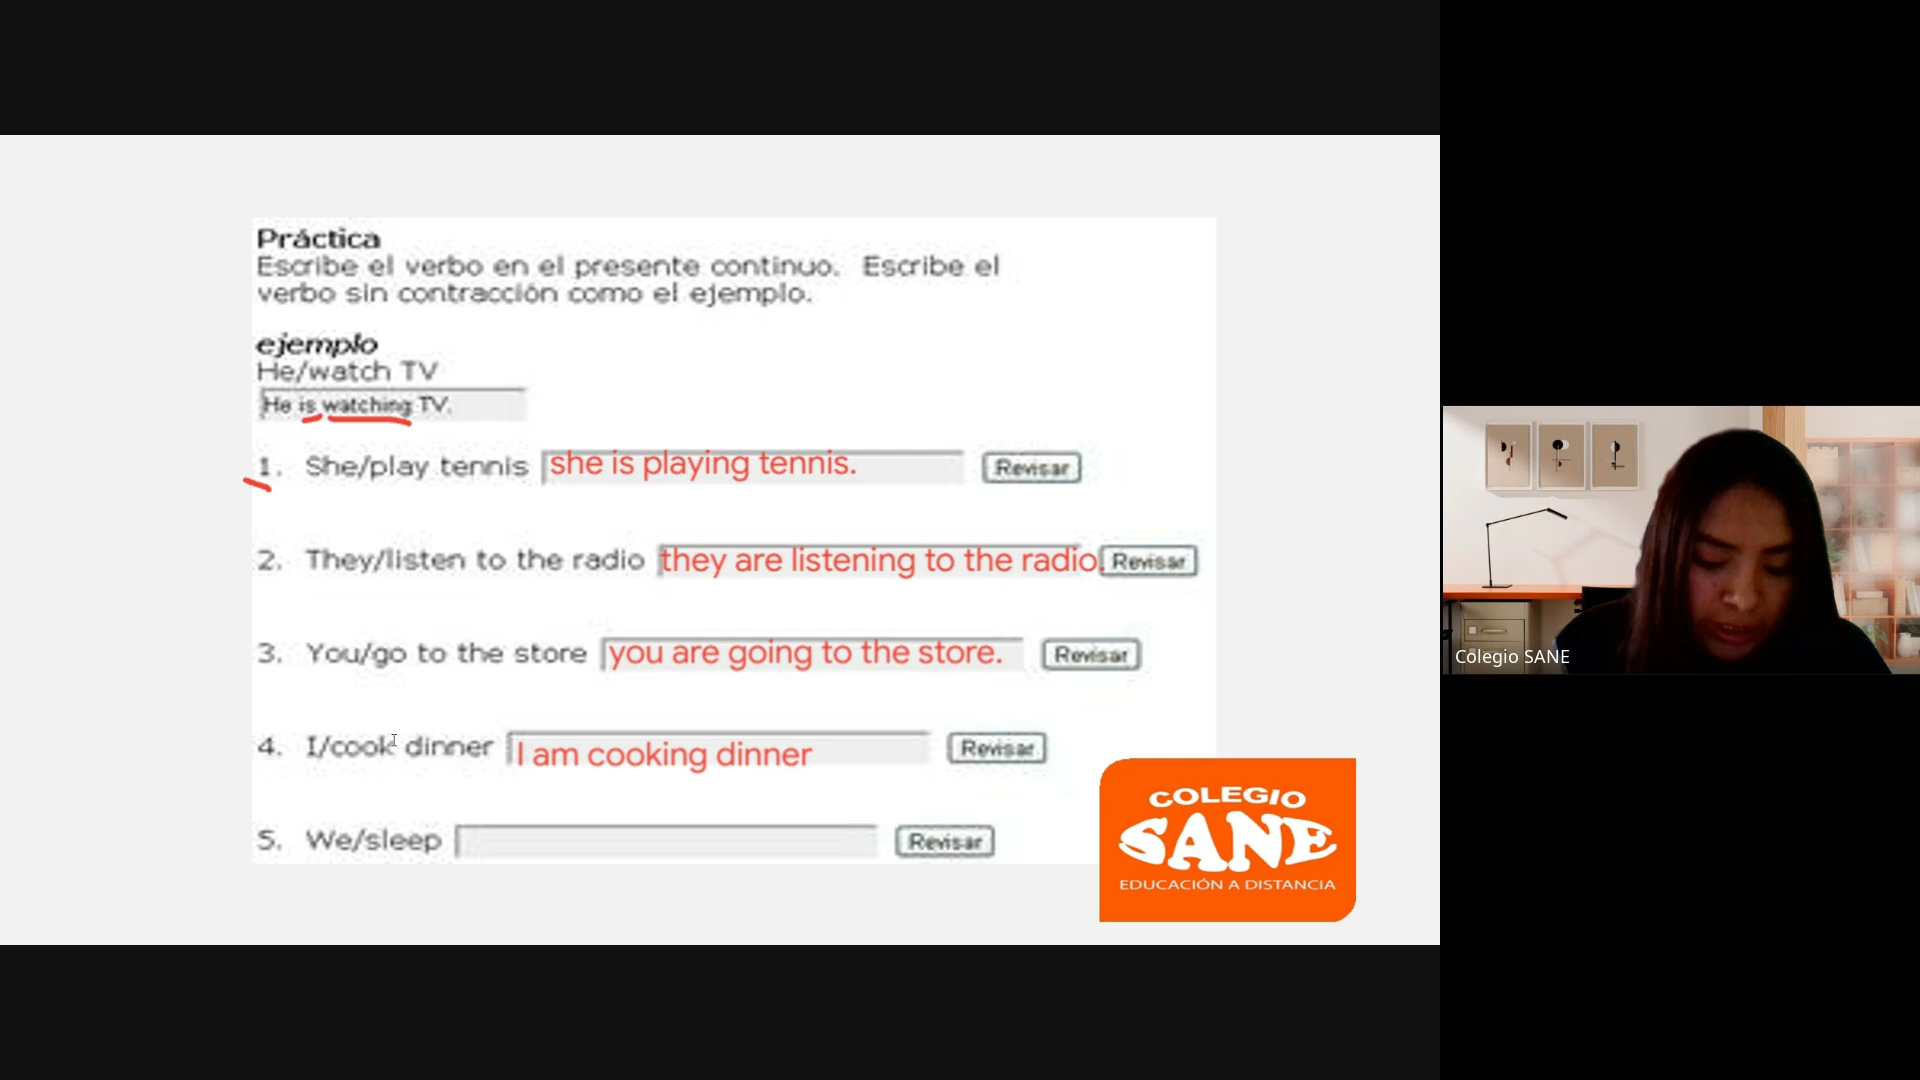 Práctica
Escribe el verbo en el presente continuo. Escribe el
verbo sin contracción como el ejemplo.
ejemplo
He/watch TV
He is watching TV.
1. She/play tennis she is playing tennis. Revisar
2. They/listen to the radio they are listening to the radio. Revisar
3. You/go to the store you are going to the store. Revisar
4. I/cook dinner I am cooking dinner Revisar
5. We/sleep Revisar
COLEGIO
SANE
EDUCACIÓN A DISTANCIA
Colegio SANE